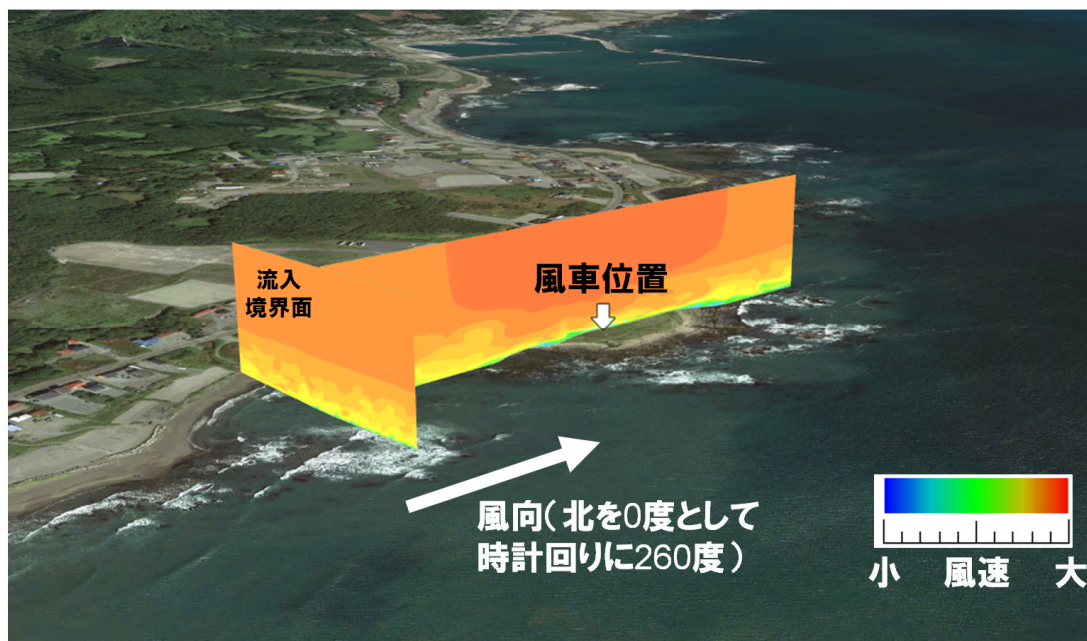 流入
境界面
風車位置
風向（北を0度として
時計回りに260度）
小 風速 大